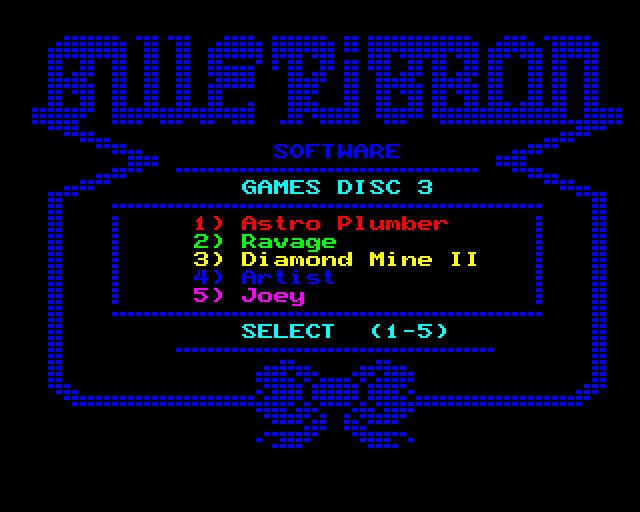 BLUE RIBBON
SOFTWARE
GAMES DISC 3
1) Astro Plumber
2) Ravage
3) Diamond Mine II
4) Artist
5) Joey
SELECT (1-5)